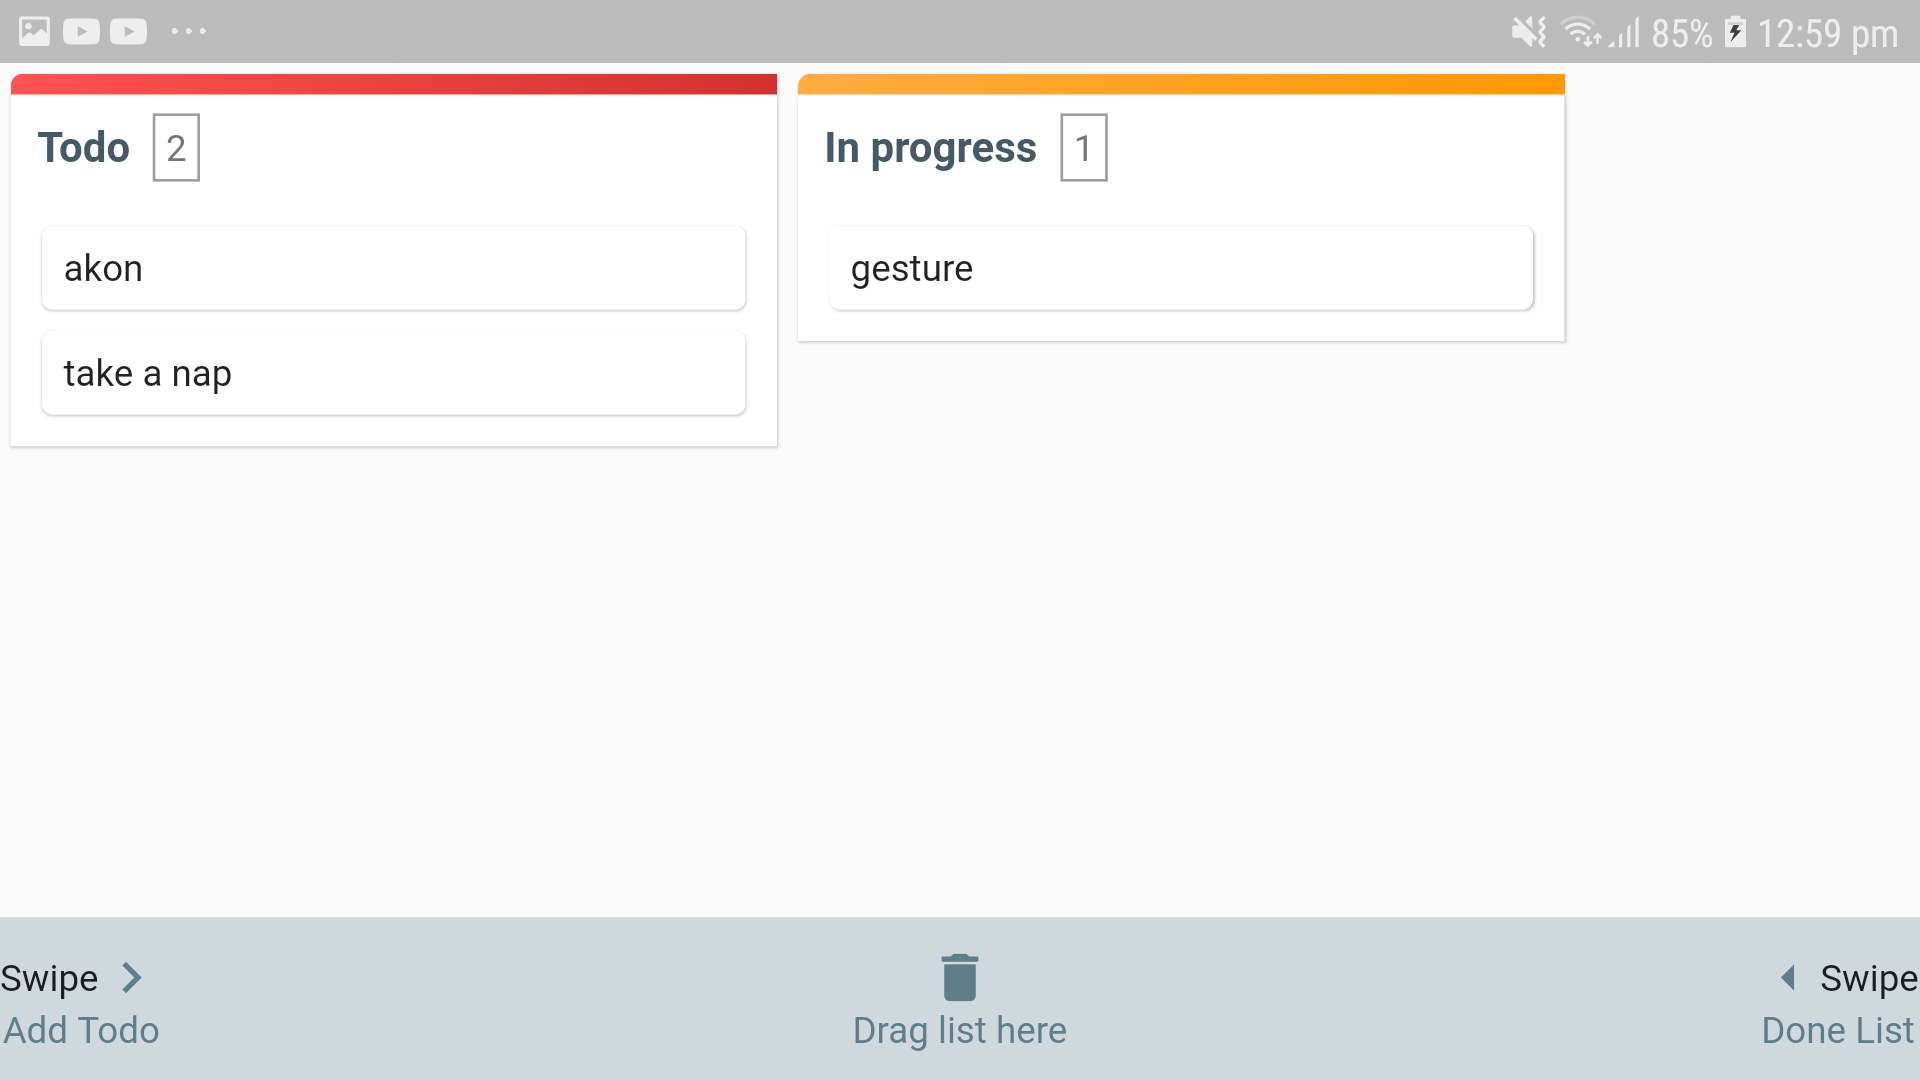 85% 12:59 pm
Todo 2
akon
take a nap
In progress 1
gesture
Swipe
Add Todo
Drag list here
Swipe
Done List